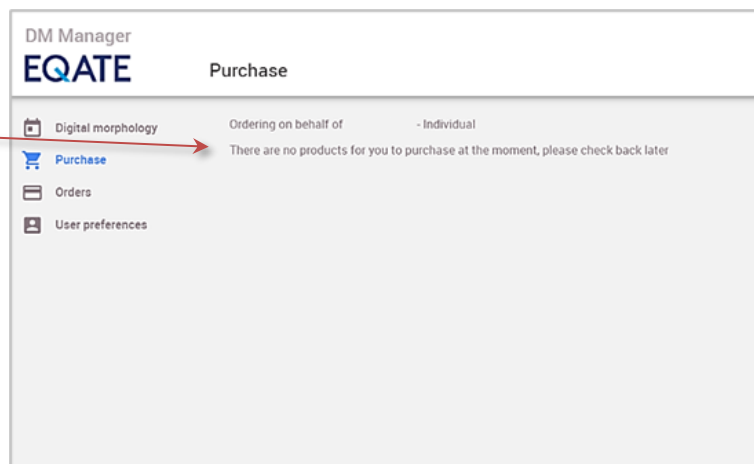 DM Manager
EQATE
Purchase
Digital morphology
Purchase
Orders
User preferences
Ordering on behalf of - Individual
There are no products for you to purchase at the moment, please check back later